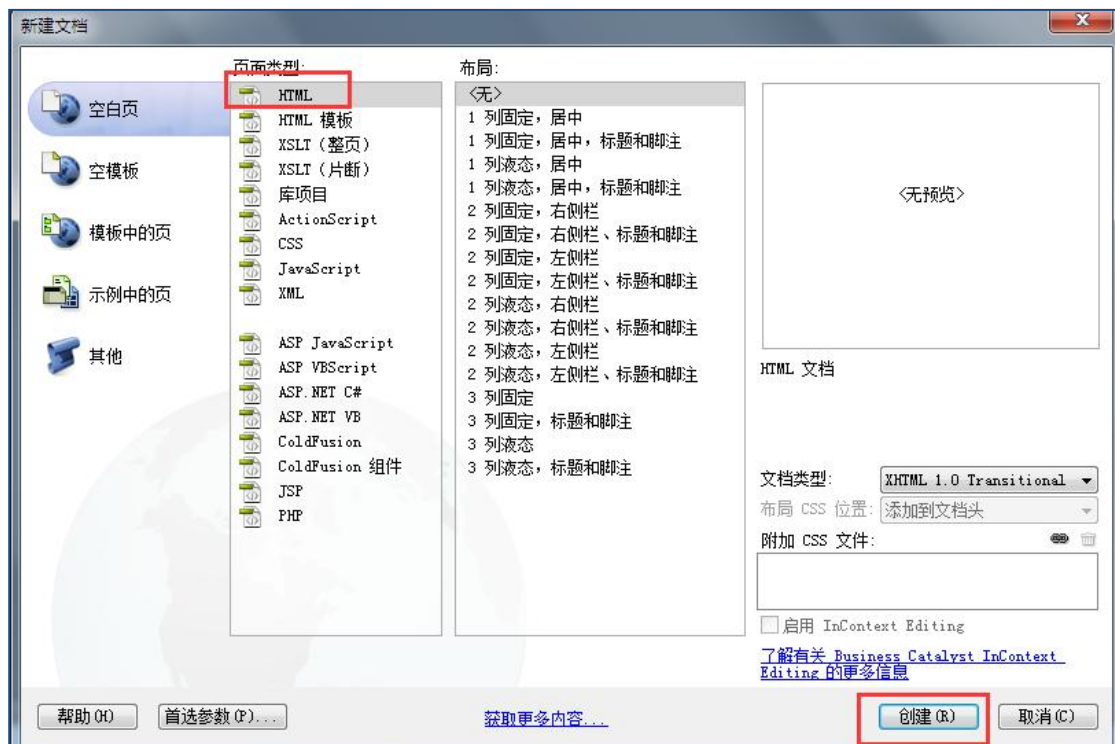 新建文档
页面类型:
布局:
空白页
空模板
模板中的页
示例中的页
其他
HTML
HTML 模板
XSLT (整页)
XSLT (片断)
库项目
ActionScript
CSS
JavaScript
XML
ASP JavaScript
ASP VBScript
ASP.NET C#
ASP.NET VB
ColdFusion
ColdFusion 组件
JSP
PHP
<无>
1 列固定，居中
1 列固定，居中，标题和脚注
1 列液态，居中
1 列液态，居中，标题和脚注
2 列固定，右侧栏
2 列固定，右侧栏、标题和脚注
2 列固定，左侧栏
2 列固定，左侧栏、标题和脚注
2 列液态，右侧栏
2 列液态，右侧栏、标题和脚注
2 列液态，左侧栏
2 列液态，左侧栏、标题和脚注
3 列固定
3 列固定，标题和脚注
3 列液态
3 列液态，标题和脚注
<无预览>
HTML 文档
文档类型: XHTML 1.0 Transitional
布局 CSS 位置: 添加到文档头
附加 CSS 文件:
启用 InContext Editing
了解有关 Business Catalyst InContext
Editing 的更多信息
帮助(H) 首选参数(P)... 获取更多内容... 创建(R) 取消(C)